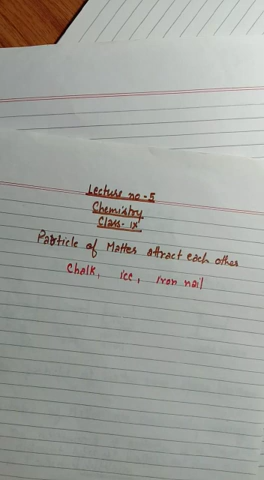 Lecture no-5
Chemistry
Class-IX
Particle of Matter attract each other
Chalk, ice, iron nail